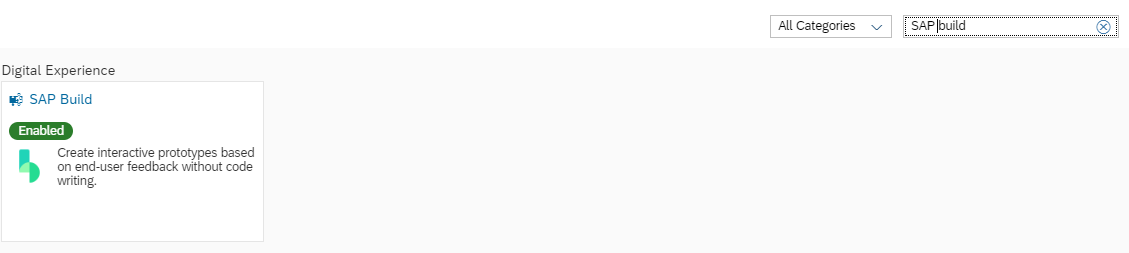 All Categories
SAP build
Digital Experience
SAP Build
Enabled
Create interactive prototypes based
on end-user feedback without code
writing.